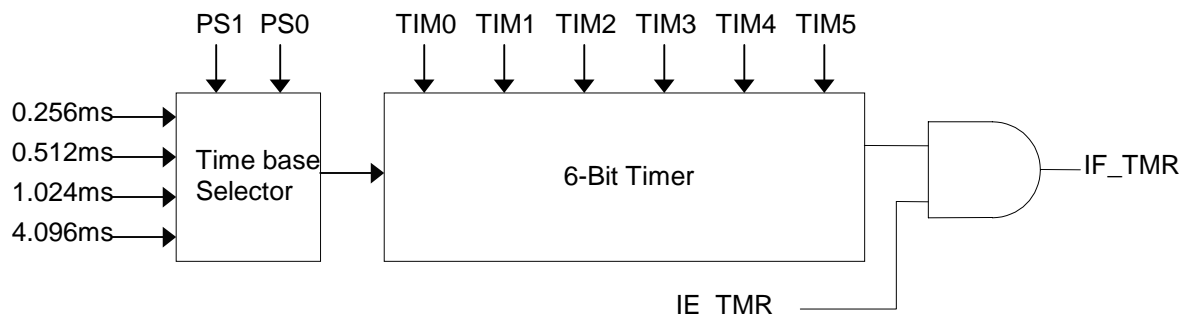 PS1 PS0 TIM0 TIM1 TIM2 TIM3 TIM4 TIM5
0.256ms
0.512ms
1.024ms
4.096ms
Time base
Selector
6-Bit Timer
IF_TMR
IE_TMR